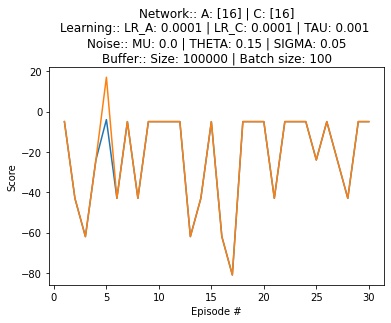 Network:: A: [16] | C: [16]
Learning:: LR_A: 0.0001 | LR_C: 0.0001 | TAU: 0.001
Noise:: MU: 0.0 | THETA: 0.15 | SIGMA: 0.05
Buffer:: Size: 100000 | Batch size: 100
20
0
−20
−40
−60
−80
Score
0 5 10 15 20 25 30
Episode #